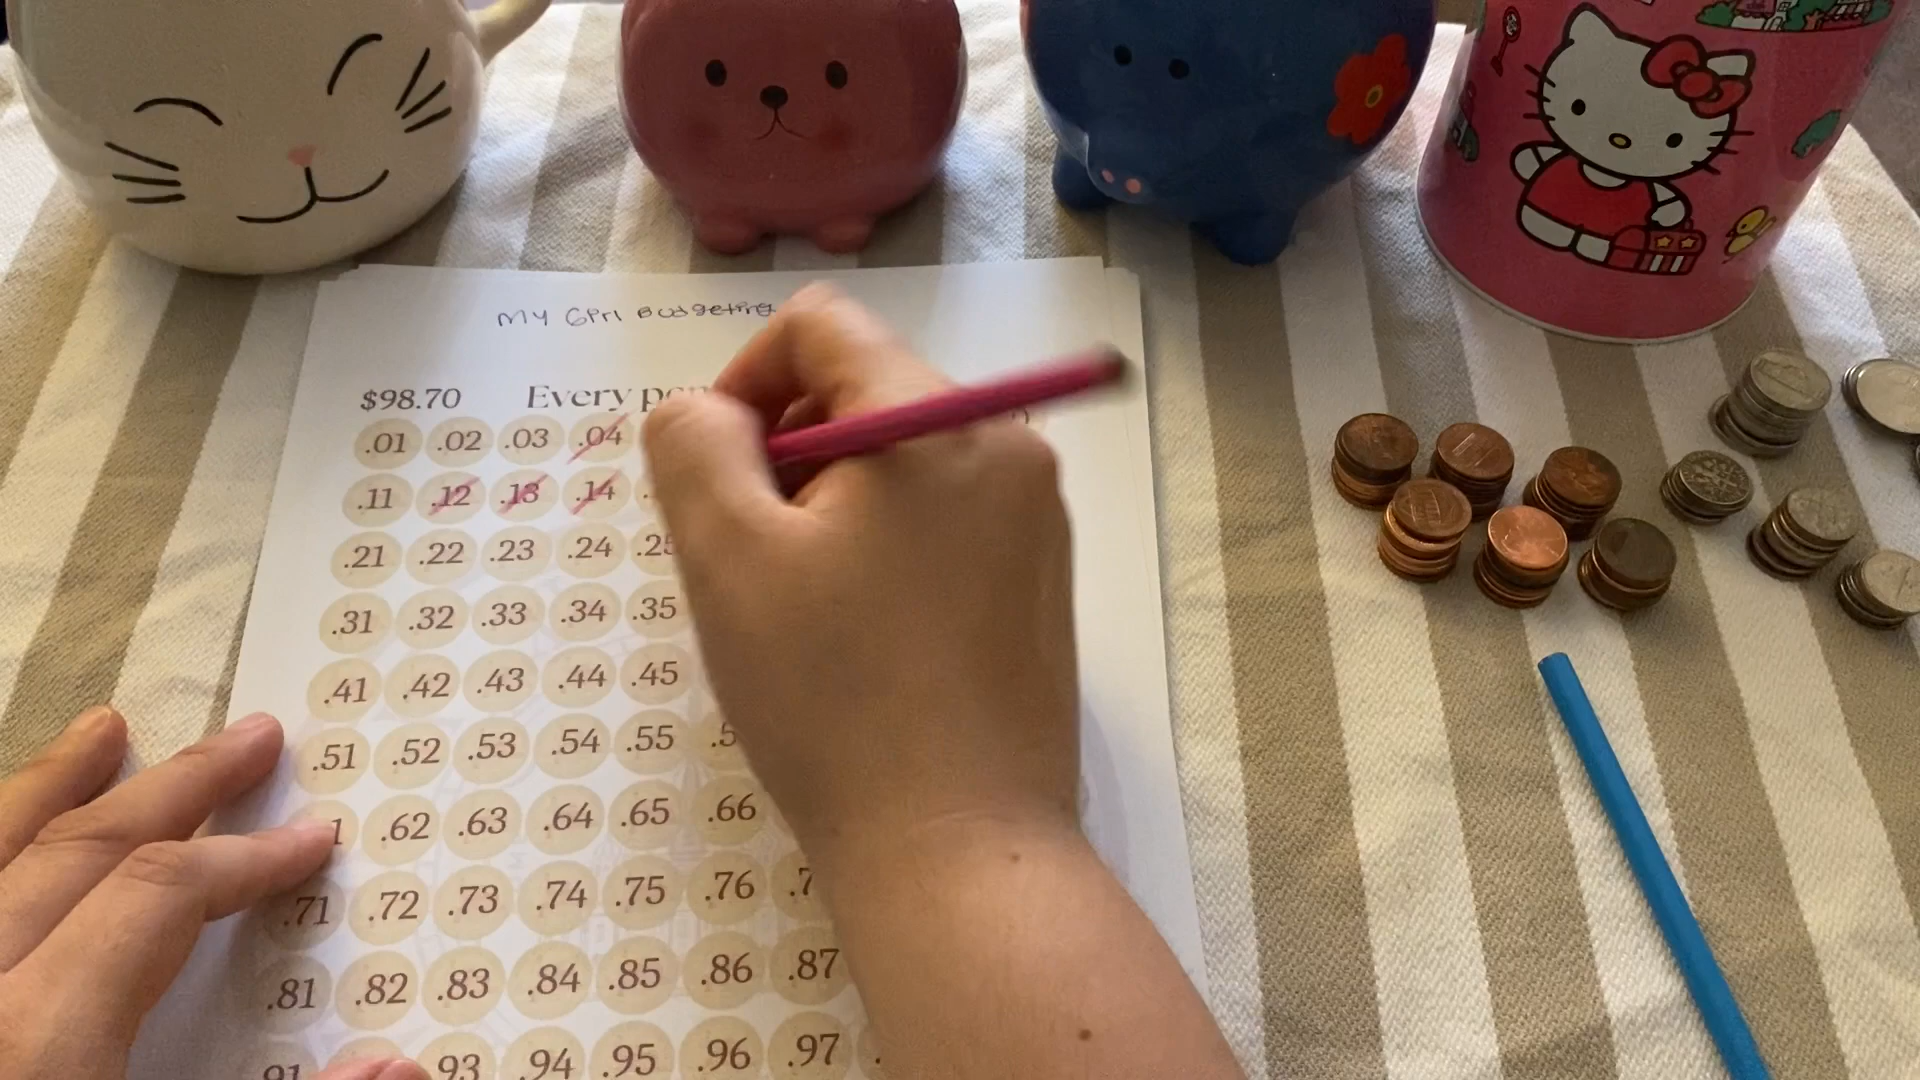 My Girl Budgeting
$98.70 Every
.01 .02 .03 .04
.11 .12 .13 .14
.21 .22 .23 .24 .25
.31 .32 .33 .34 .35
.41 .42 .43 .44 .45
.51 .52 .53 .54 .55
.62 .63 .64 .65 .66
.71 .72 .73 .74 .75 .76
.81 .82 .83 .84 .85 .86 .87
.93 .94 .95 .96 .97